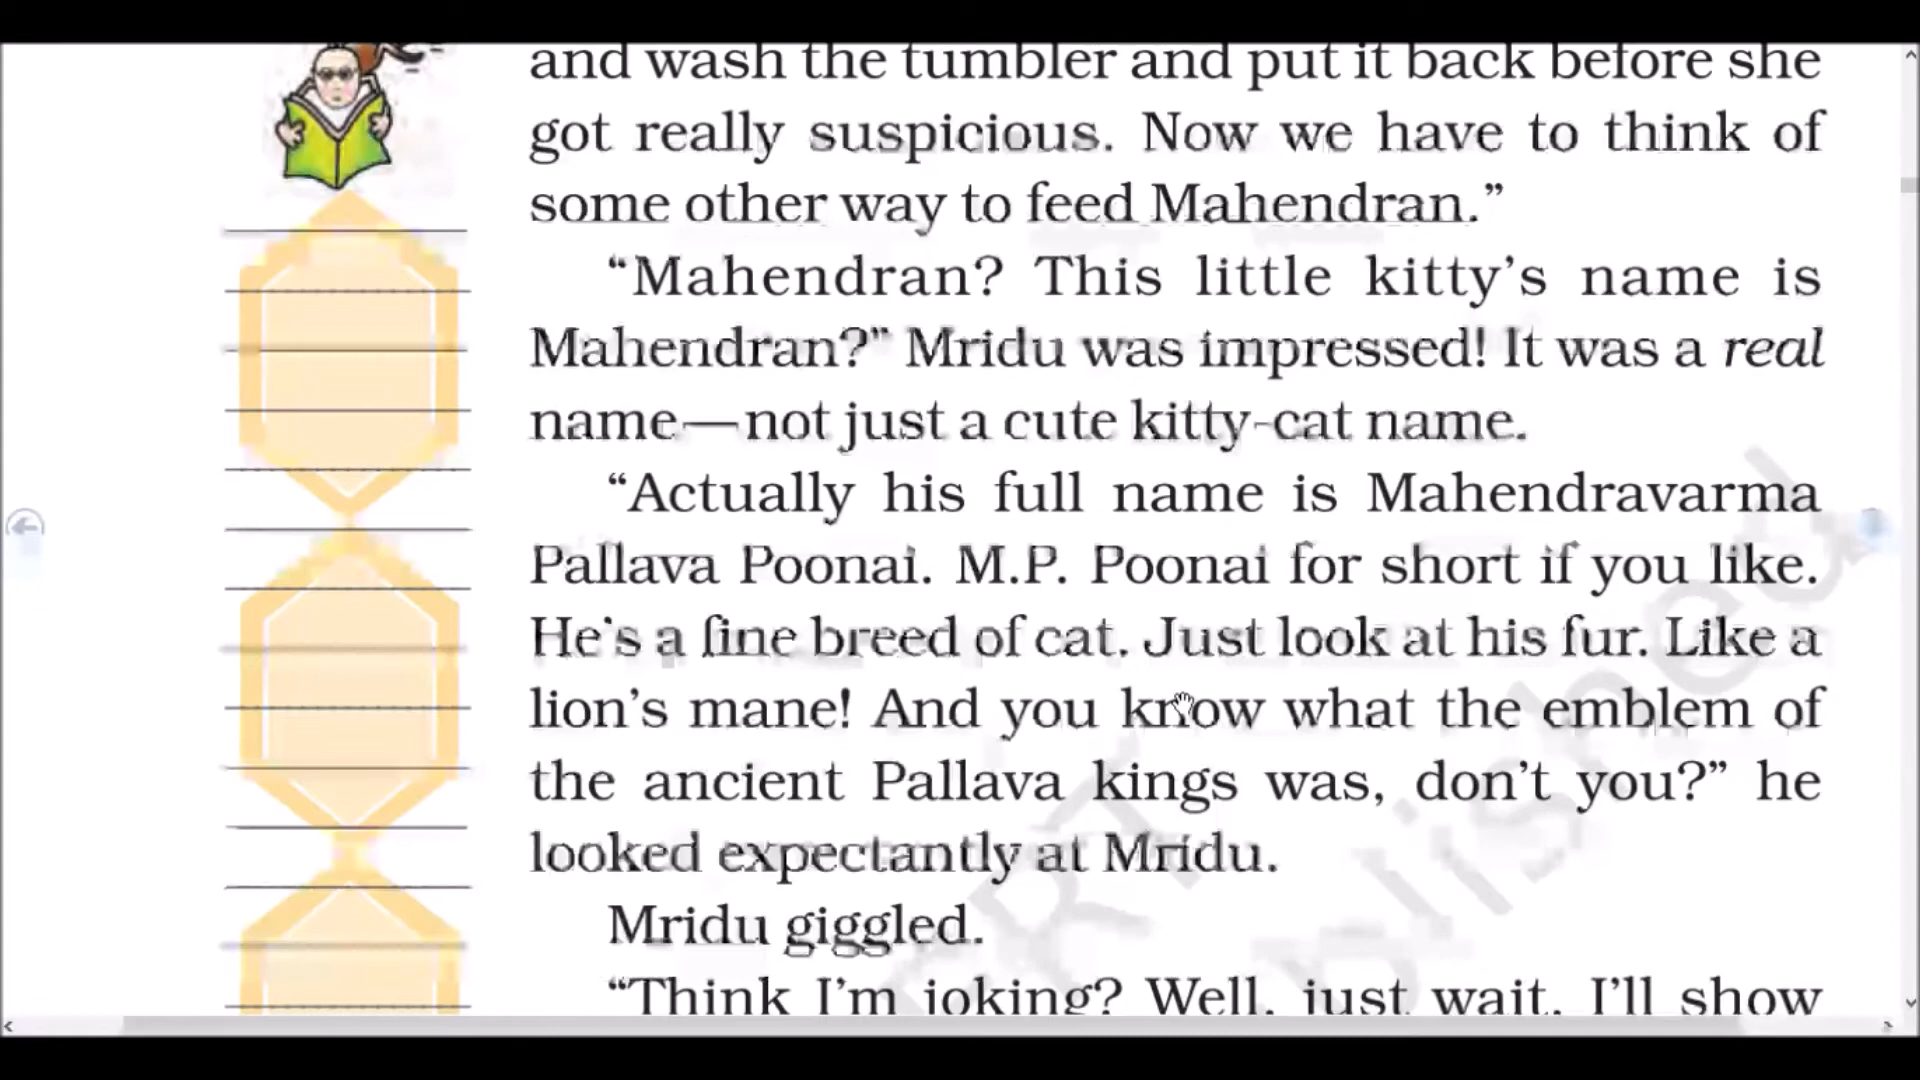 and wash the tumbler and put it back before she
got really suspicious. Now we have to think of
some other way to feed Mahendran.”
“Mahendran? This little kitty’s name is
Mahendran?” Mridu was impressed! It was a real
name—not just a cute kitty-cat name.
“Actually his full name is Mahendravarma
Pallava Poonai. M.P. Poonai for short if you like.
He’s a fine breed of cat. Just look at his fur. Like a
lion’s mane! And you know what the emblem of
the ancient Pallava kings was, don’t you?” he
looked expectantly at Mridu.
Mridu giggled.
“Think I’m joking? Well, just wait. I’ll show